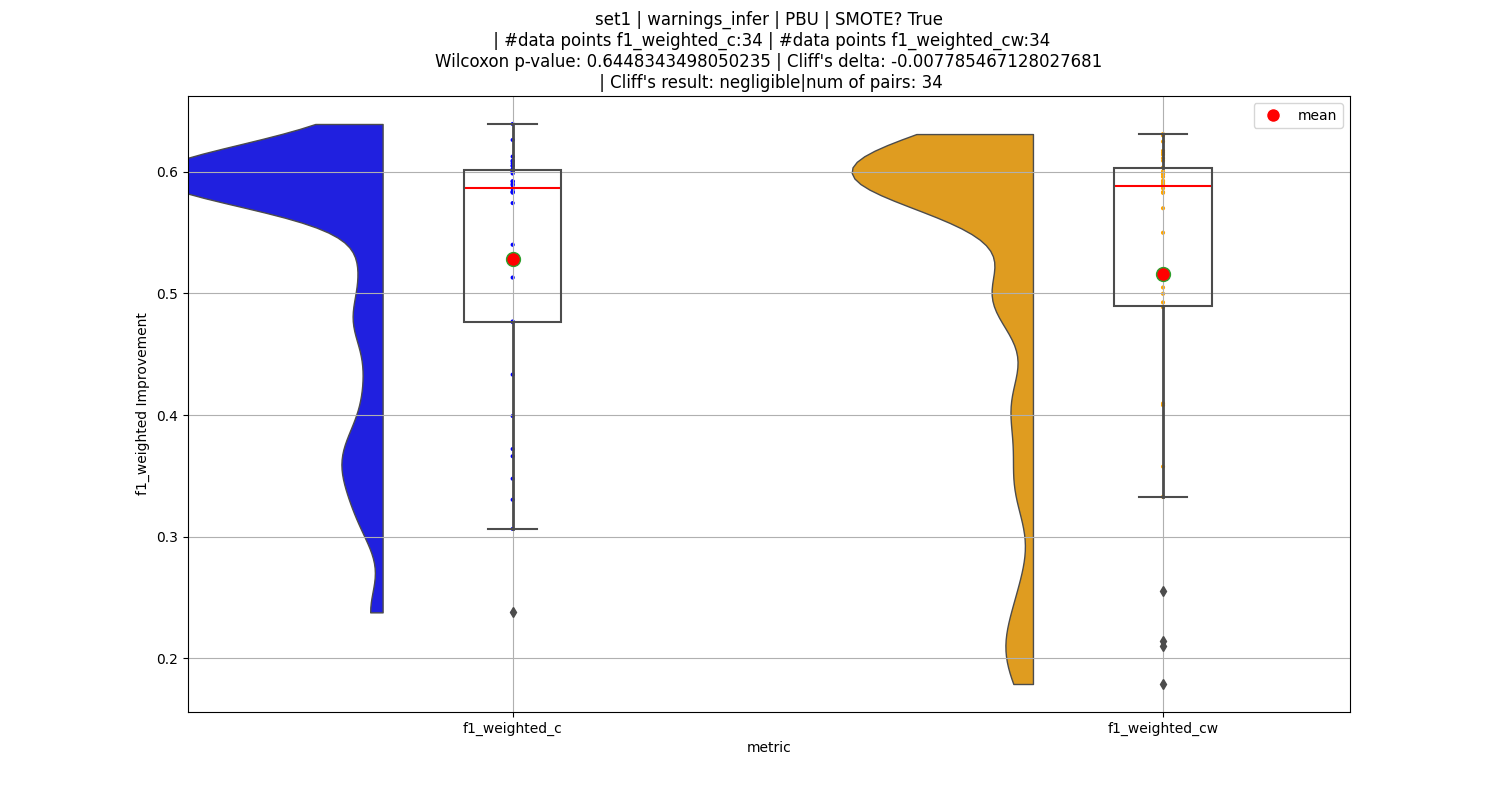 set1 | warnings_infer | PBU | SMOTE? True
| #data points f1_weighted_c:34 | #data points f1_weighted_cw:34
Wilcoxon p-value: 0.6448343498050235 | Cliff's delta: -0.007785467128027681
| Cliff's result: negligible|num of pairs: 34
mean
f1_weighted Improvement
0.6
0.5
0.4
0.3
0.2
f1_weighted_c
f1_weighted_cw
metric